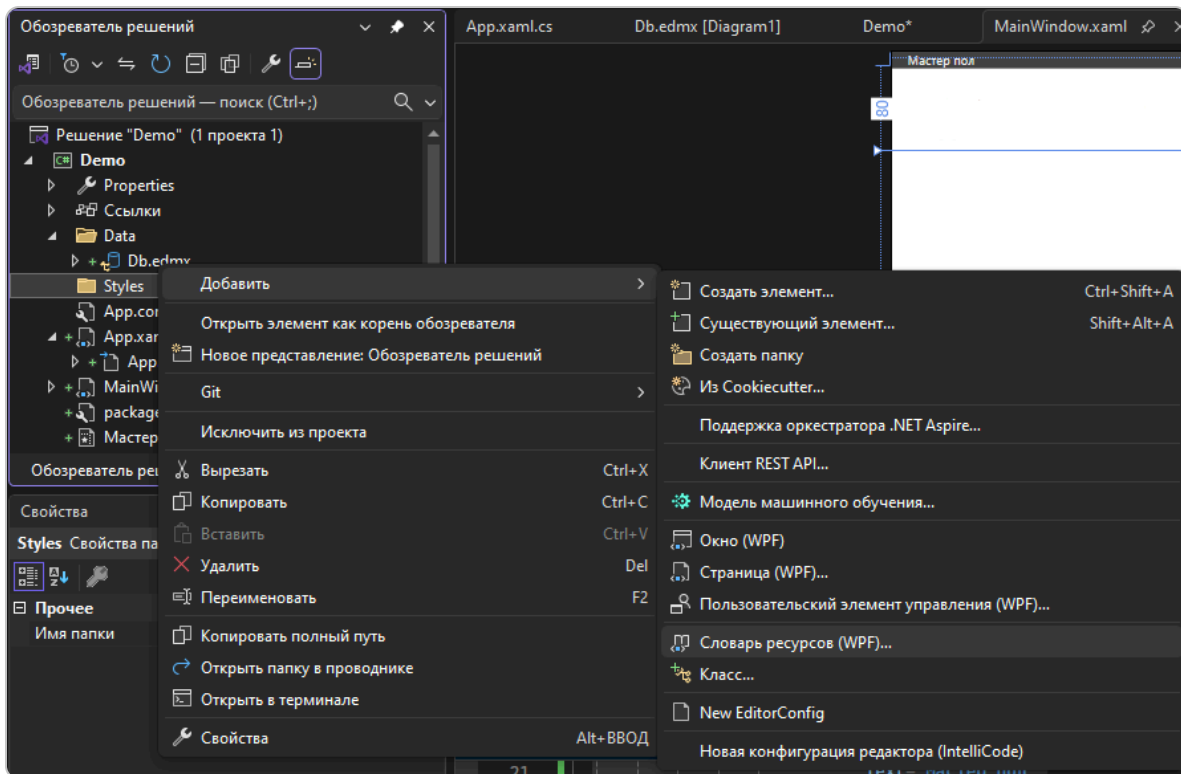 Обозреватель решений
App.xaml.cs
Db.edmx [Diagram1]
Demo*
MainWindow.xaml
Мастер пол
80
Обозреватель решений — поиск (Ctrl+;)
Решение "Demo" (1 проекта 1)
C# Demo
Properties
Ссылки
Data
Db.edmx
Styles
App.con
App.xar
App
MainWi
package
Мастер
Обозреватель реш
Свойства
Styles Свойства па
Прочее
Имя папки
Добавить
Открыть элемент как корень обозревателя
Новое представление: Обозреватель решений
Git
Исключить из проекта
Вырезать Ctrl+X
Копировать Ctrl+C
Вставить Ctrl+V
Удалить Del
Переименовать F2
Копировать полный путь
Открыть папку в проводнике
Открыть в терминале
Свойства Alt+ВВОД
Создать элемент... Ctrl+Shift+A
Существующий элемент... Shift+Alt+A
Создать папку
Из Cookiecutter...
Поддержка оркестратора .NET Aspire...
Клиент REST API...
Модель машинного обучения...
Окно (WPF)
Страница (WPF)...
Пользовательский элемент управления (WPF)...
Словарь ресурсов (WPF)...
Класс...
New EditorConfig
Новая конфигурация редактора (IntelliCode)
21